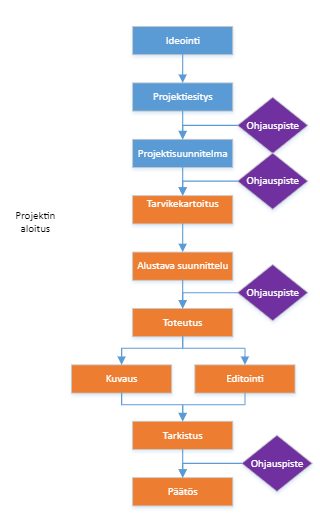 Ideointi
Projektiesitys
Ohjauspiste
Projektisuunnitelma
Ohjauspiste
Tarvikekartoitus
Projektin
aloitus
Alustava suunnittelu
Ohjauspiste
Toteutus
Kuvaus
Editointi
Tarkistus
Ohjauspiste
Päätös